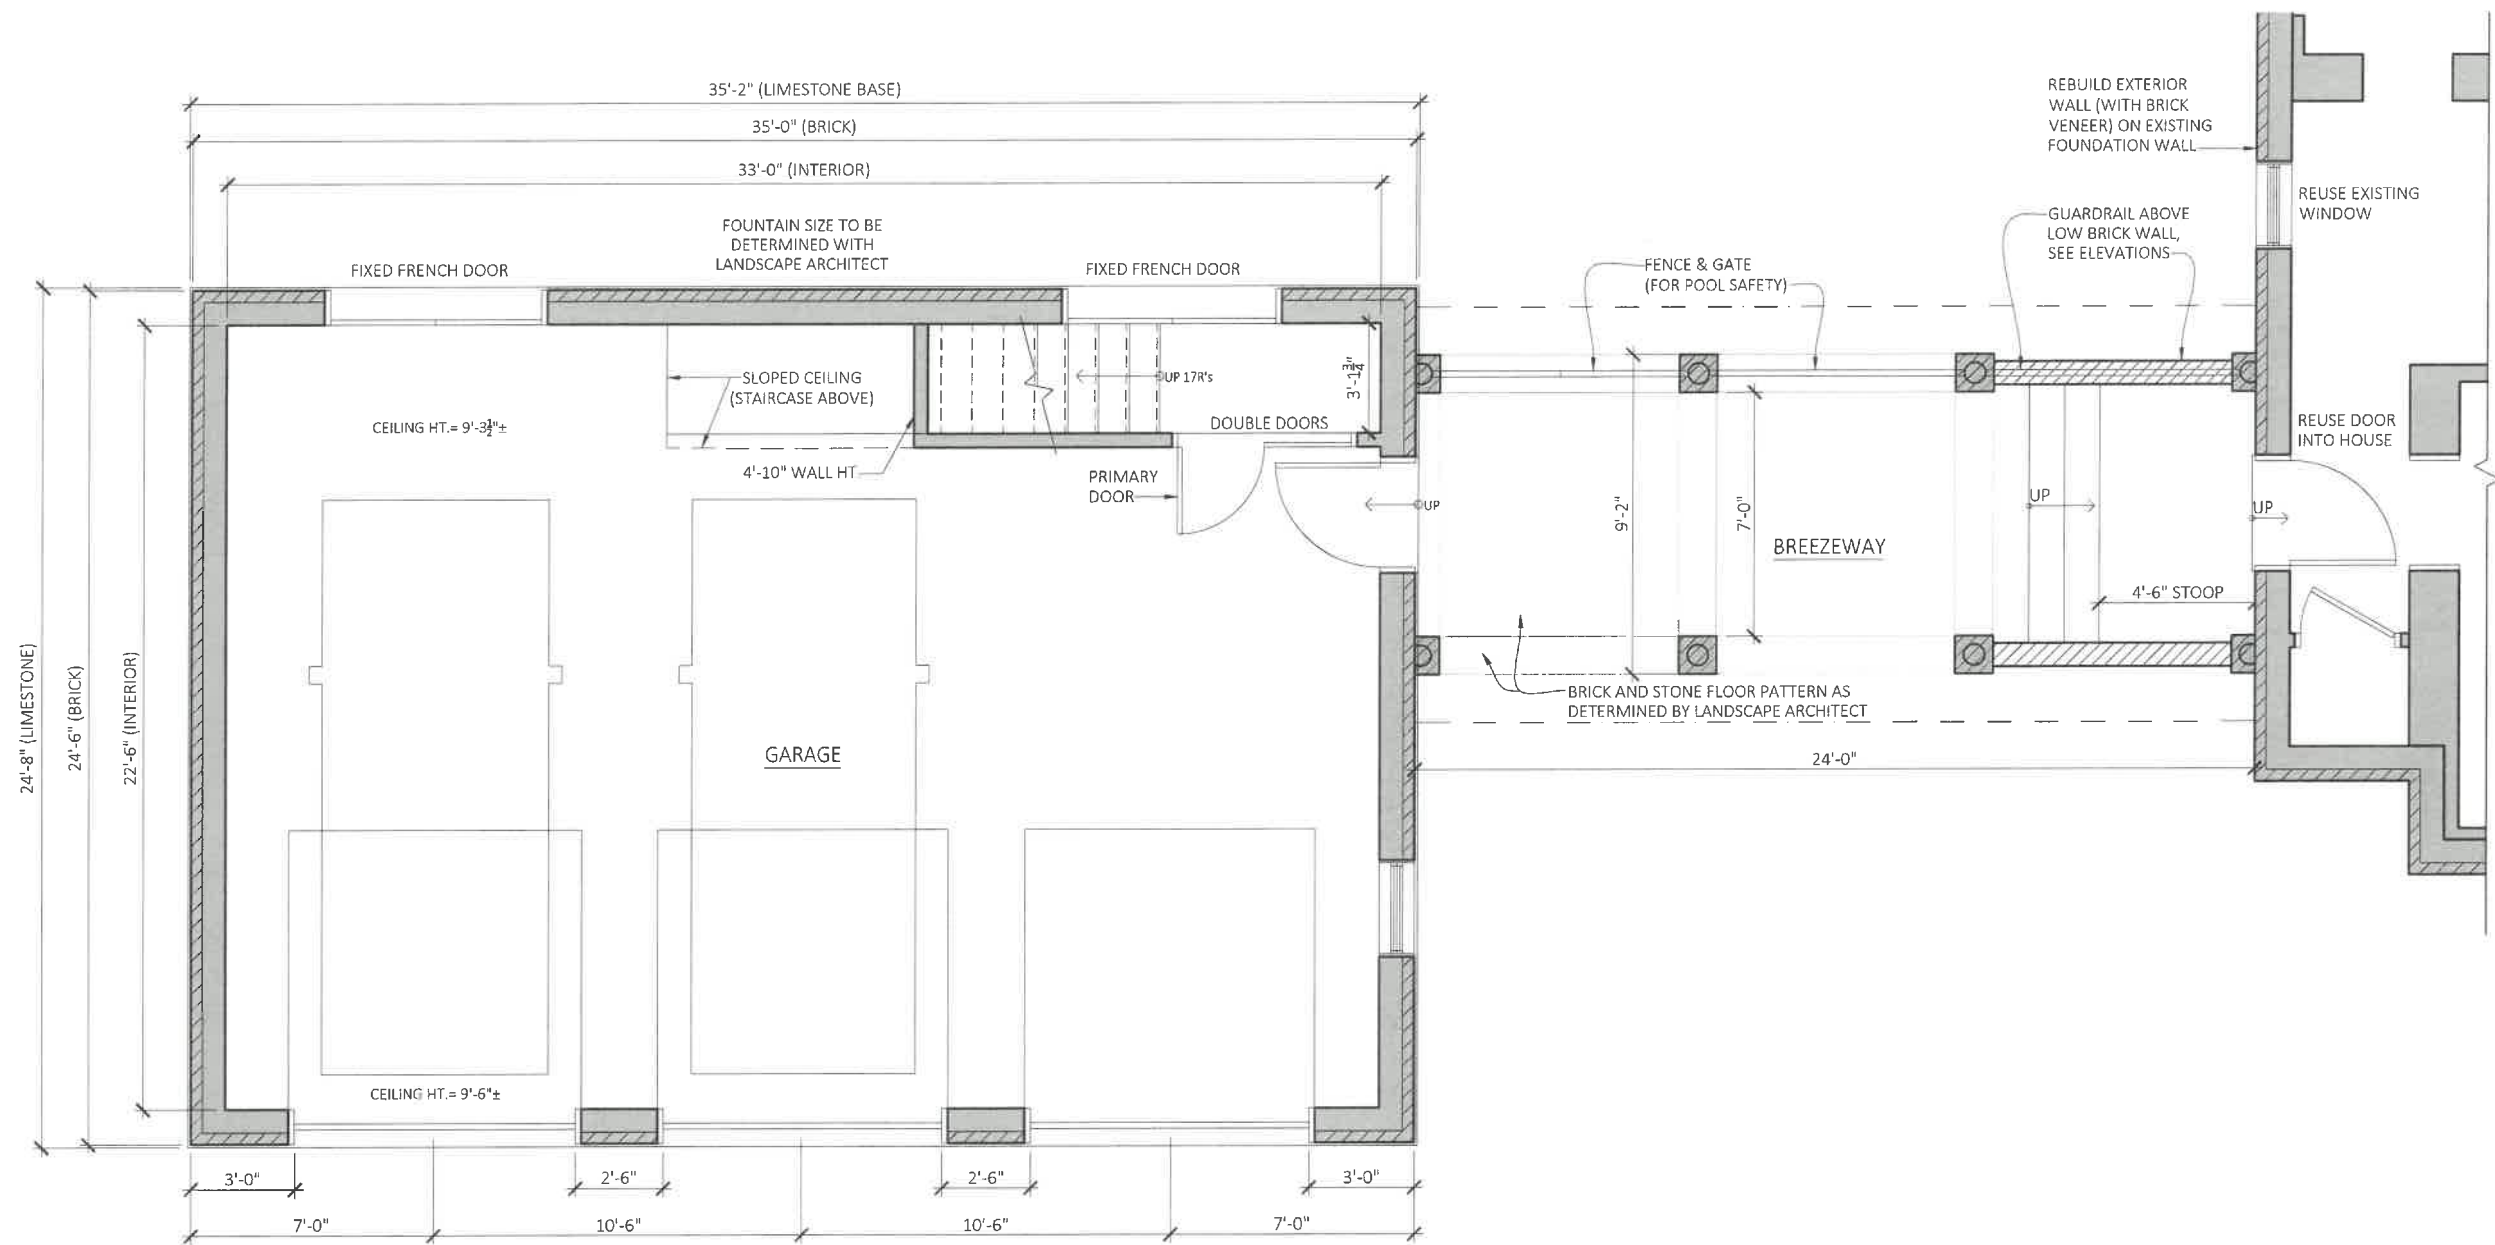 35'-2" (LIMESTONE BASE)
35'-0" (BRICK)
33'-0" (INTERIOR)
FOUNTAIN SIZE TO BE
DETERMINED WITH
LANDSCAPE ARCHITECT
FIXED FRENCH DOOR
FIXED FRENCH DOOR
REBUILD EXTERIOR
WALL (WITH BRICK
VENEER) ON EXISTING
FOUNDATION WALL
REUSE EXISTING
WINDOW
GUARDRAIL ABOVE
LOW BRICK WALL,
SEE ELEVATIONS
FENCE & GATE
(FOR POOL SAFETY)
SLOPED CEILING
(STAIRCASE ABOVE)
UP 17R's
3'-1¾"
CEILING HT.= 9'-3½"±
DOUBLE DOORS
REUSE DOOR
INTO HOUSE
4'-10" WALL HT
PRIMARY
DOOR
UP
9'-2"
7'-0"
UP
UP
BREEZEWAY
4'-6" STOOP
BRICK AND STONE FLOOR PATTERN AS
DETERMINED BY LANDSCAPE ARCHITECT
24'-8" (LIMESTONE)
24'-6" (BRICK)
22'-6" (INTERIOR)
GARAGE
24'-0"
CEILING HT.= 9'-6"±
3'-0"
2'-6"
2'-6"
3'-0"
7'-0"
10'-6"
10'-6"
7'-0"